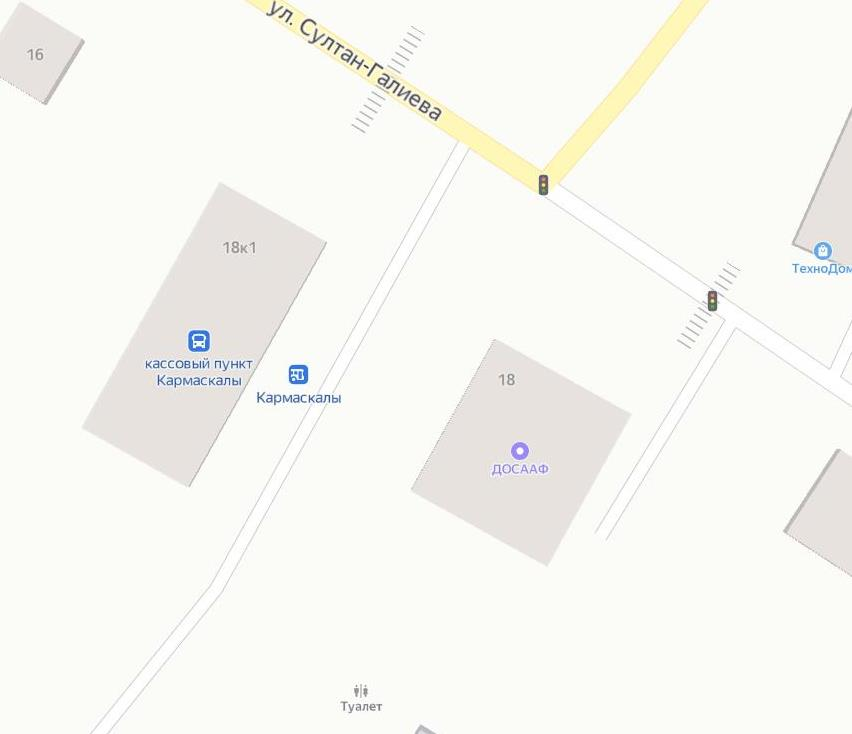 ул. Султан-Галиева
16
18к1
ТехноДом
кассовый пункт
Кармаскалы
Кармаскалы
18
ДОСААФ
Туалет